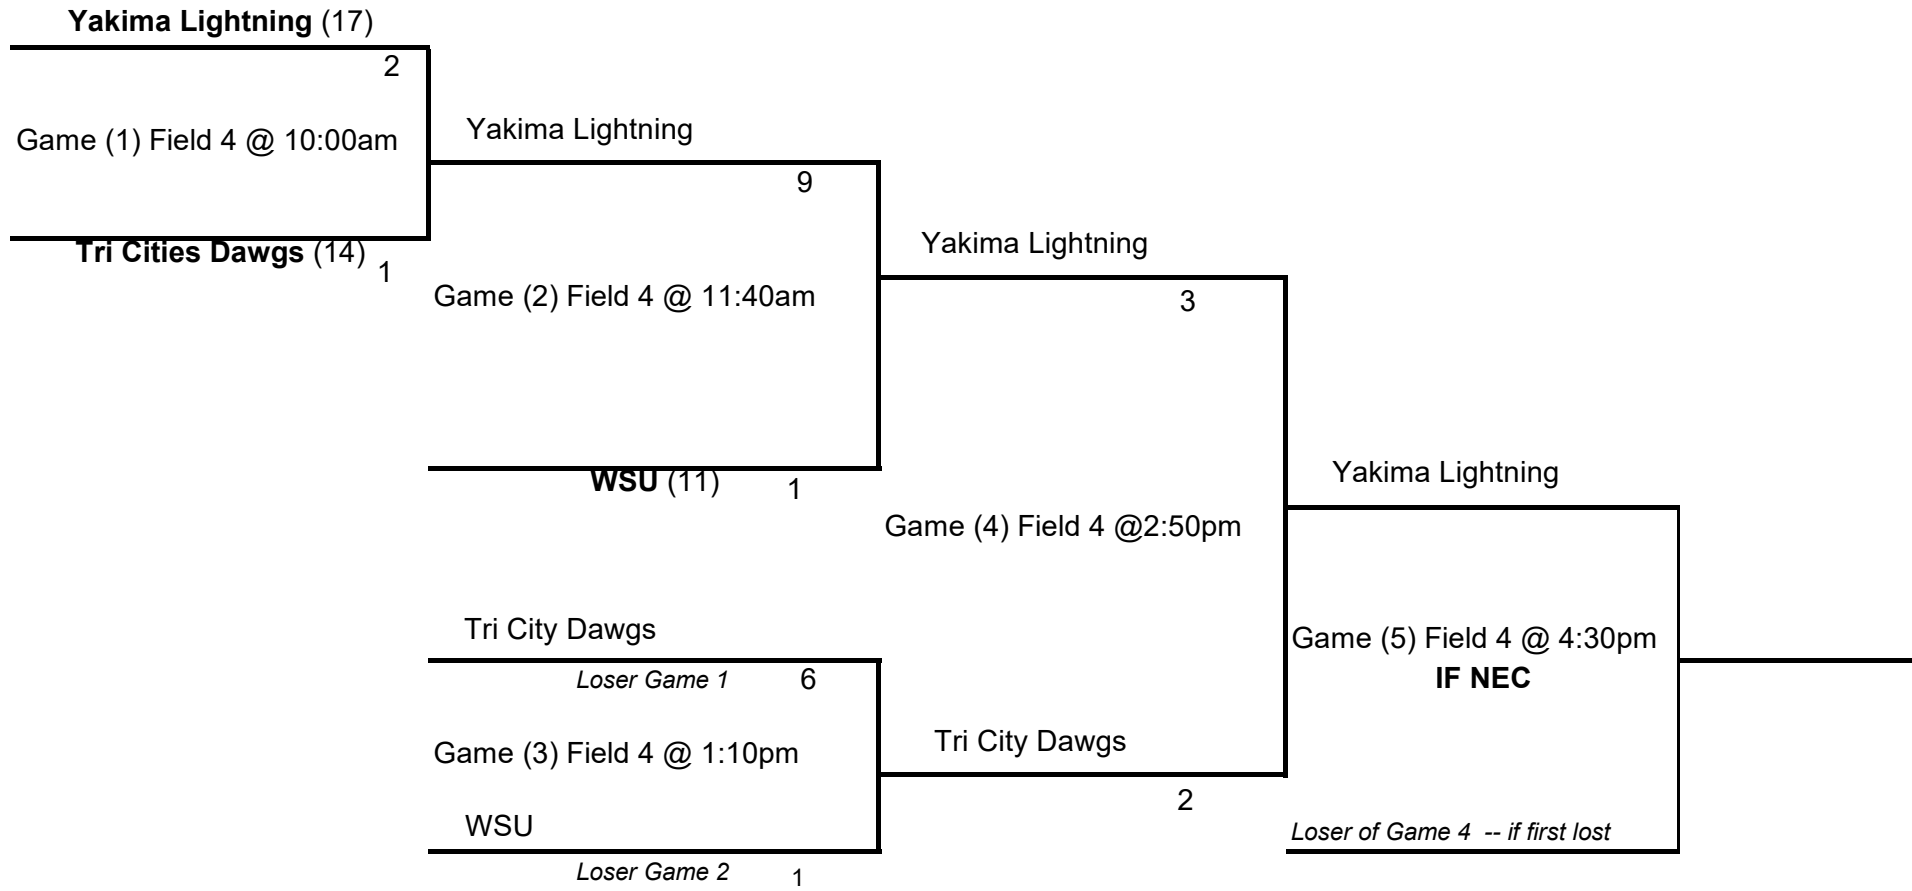 Yakima Lightning (17)
2
Game (1) Field 4 @ 10:00am
Tri Cities Dawgs (14)
1
Yakima Lightning
9
Game (2) Field 4 @ 11:40am
WSU (11)
1
Tri City Dawgs
Loser Game 1
6
Game (3) Field 4 @ 1:10pm
WSU
Loser Game 2
1
Yakima Lightning
3
Game (4) Field 4 @2:50pm
Tri City Dawgs
2
Yakima Lightning
Game (5) Field 4 @ 4:30pm
IF NEC
Loser of Game 4 -- if first lost